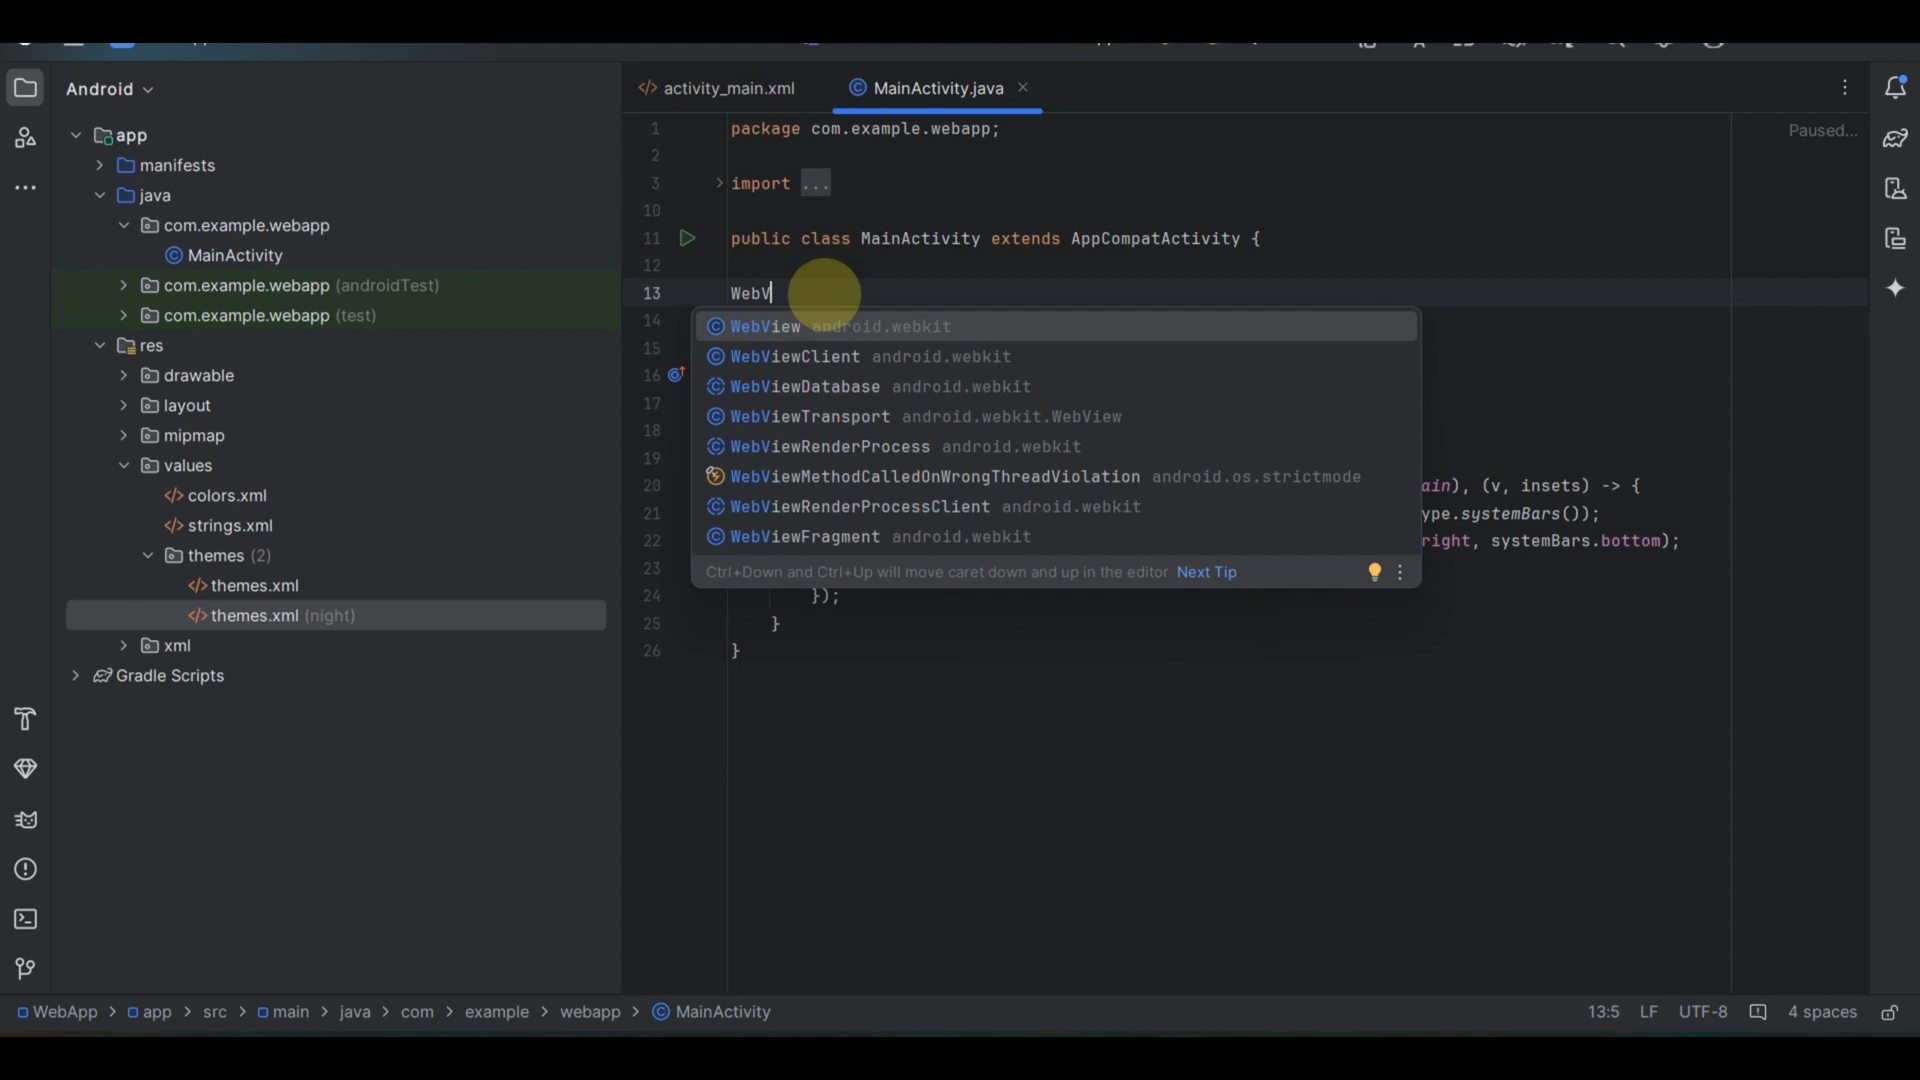 Android
app
manifests
java
com.example.webapp
MainActivity
com.example.webapp (androidTest)
com.example.webapp (test)
res
drawable
layout
mipmap
values
colors.xml
strings.xml
themes (2)
themes.xml
themes.xml (night)
xml
Gradle Scripts
activity_main.xml
MainActivity.java
Paused...
1 package com.example.webapp;
2
3 import ...
10
11 public class MainActivity extends AppCompatActivity {
12
13 WebV
14
15
16
17
18
19
20 ain), (v, insets) -> {
21 ype.systemBars());
22 right, systemBars.bottom);
23
24 });
25 }
26 }
WebView android.webkit
WebViewClient android.webkit
WebViewDatabase android.webkit
WebViewTransport android.webkit.WebView
WebViewRenderProcess android.webkit
WebViewMethodCalledOnWrongThreadViolation android.os.strictmode
WebViewRenderProcessClient android.webkit
WebViewFragment android.webkit
Ctrl+Down and Ctrl+Up will move caret down and up in the editor Next Tip
WebApp > app > src > main > java > com > example > webapp > MainActivity
13:5 LF UTF-8 4 spaces